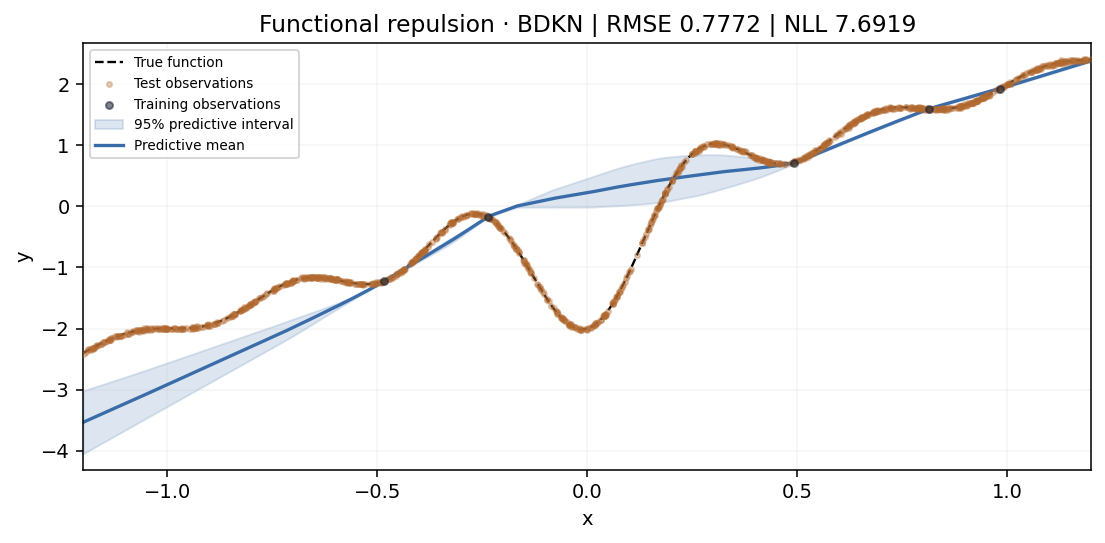 Functional repulsion · BDKN | RMSE 0.7772 | NLL 7.6919
True function
Test observations
Training observations
95% predictive interval
Predictive mean
y
2
1
0
−1
−2
−3
−4
−1.0 −0.5 0.0 0.5 1.0
x